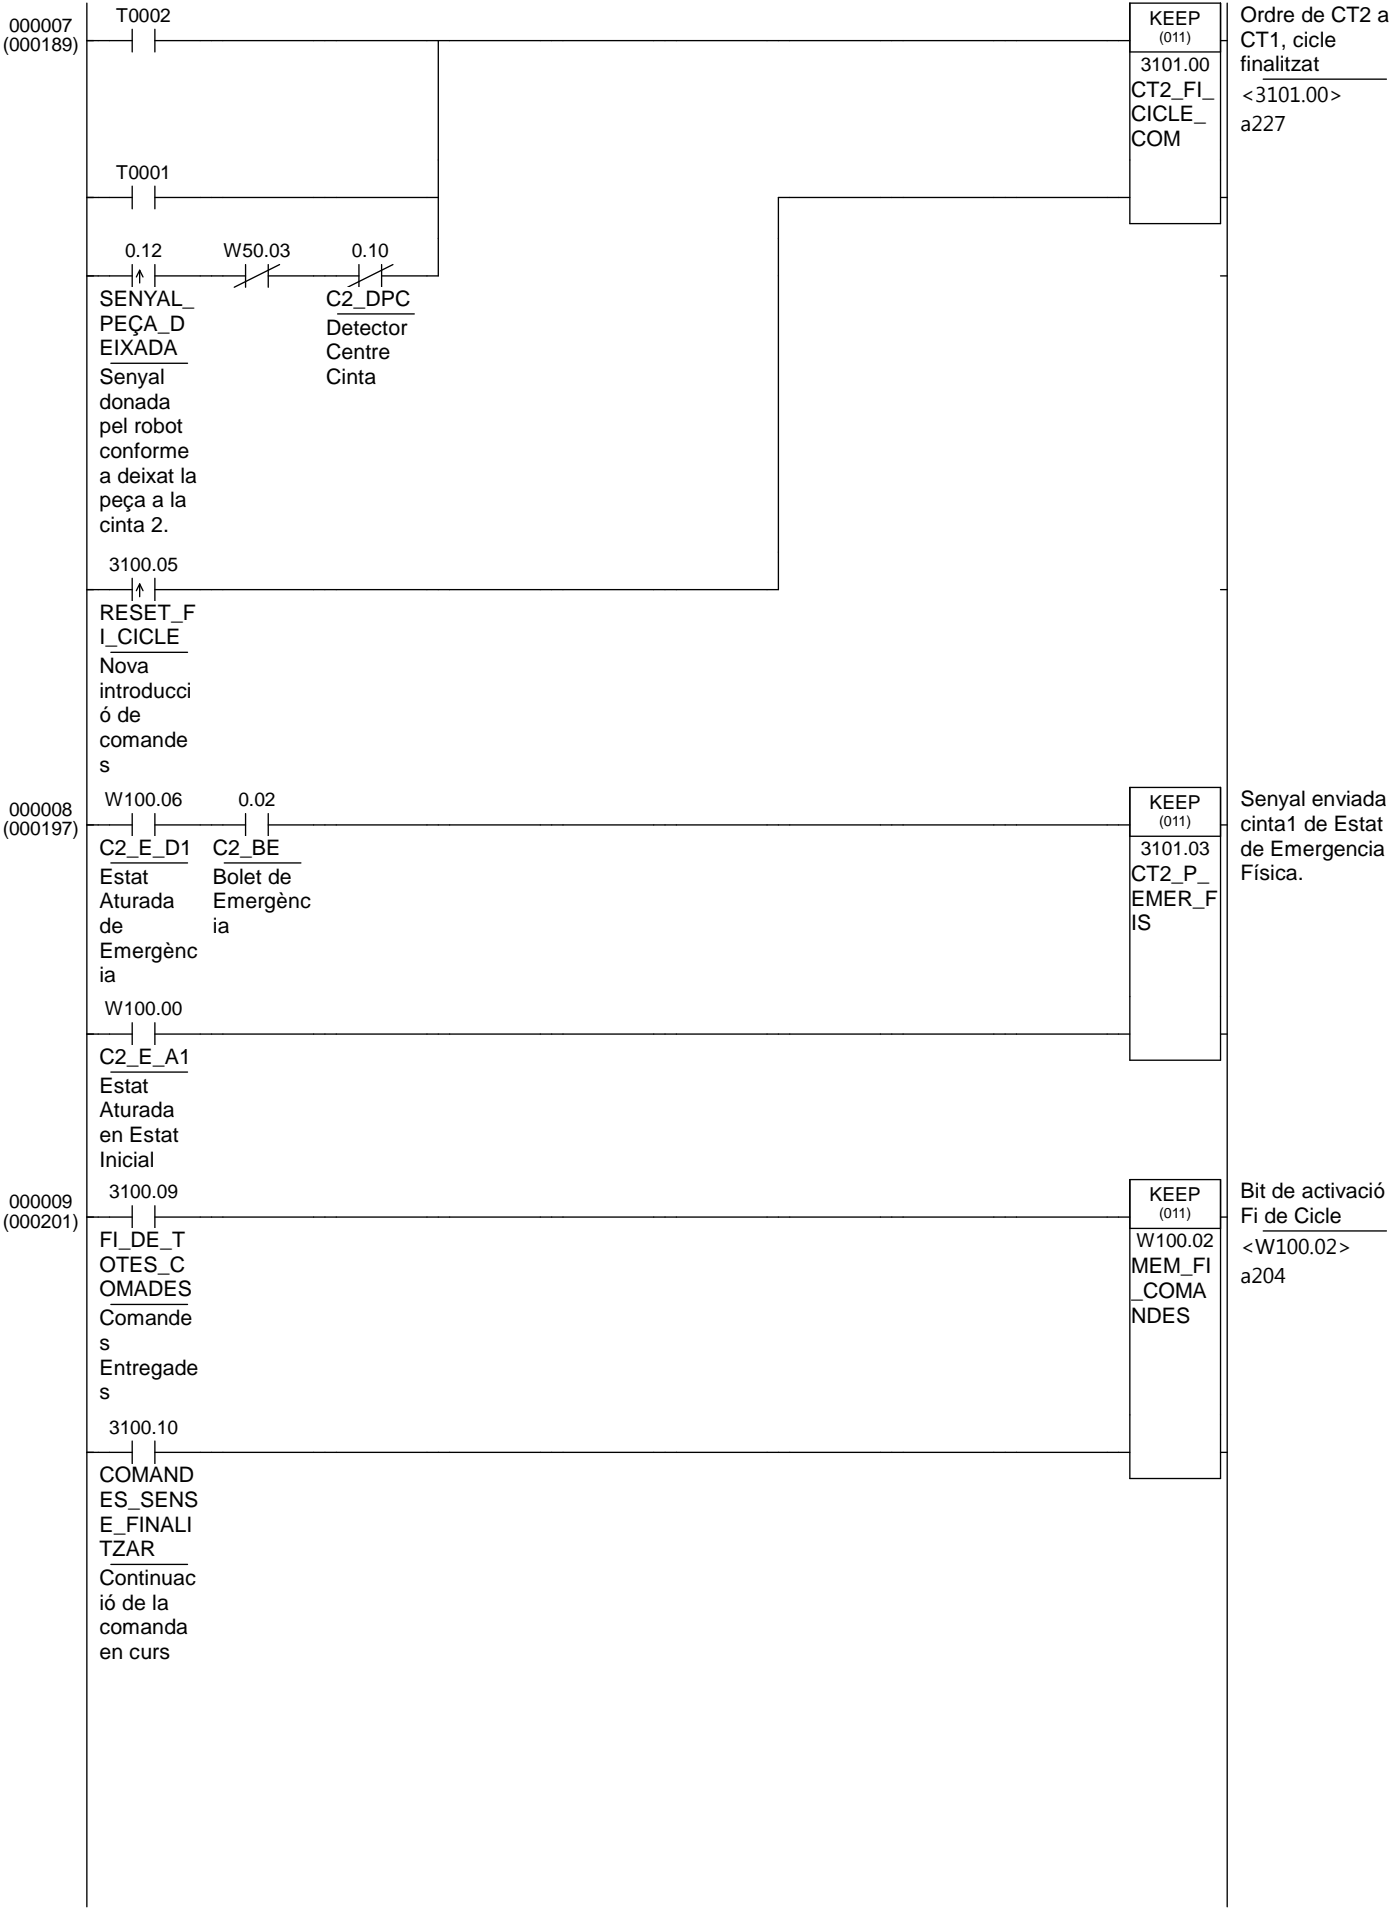 000007
(000189)
T0002
KEEP
(011)
3101.00
CT2_FI_
CICLE_
COM
Ordre de CT2 a
CT1, cicle
finalitzat
<3101.00>
a227
T0001
0.12
SENYAL_
PEÇA_D
EIXADA
Senyal
donada
pel robot
conforme
a deixat la
peça a la
cinta 2.
W50.03
0.10
C2_DPC
Detector
Centre
Cinta
3100.05
RESET_F
I_CICLE
Nova
introducci
ó de
comande
s
000008
(000197)
W100.06
C2_E_D1
Estat
Aturada
de
Emergènc
ia
0.02
C2_BE
Bolet de
Emergènc
ia
KEEP
(011)
3101.03
CT2_P_
EMER_F
IS
Senyal enviada
cinta1 de Estat
de Emergencia
Física.
W100.00
C2_E_A1
Estat
Aturada
en Estat
Inicial
000009
(000201)
3100.09
FI_DE_T
OTES_C
OMADES
Comande
s
Entregade
s
KEEP
(011)
W100.02
MEM_FI
_COMA
NDES
Bit de activació
Fi de Cicle
<W100.02>
a204
3100.10
COMAND
ES_SENS
E_FINALI
TZAR
Continuac
ió de la
comanda
en curs